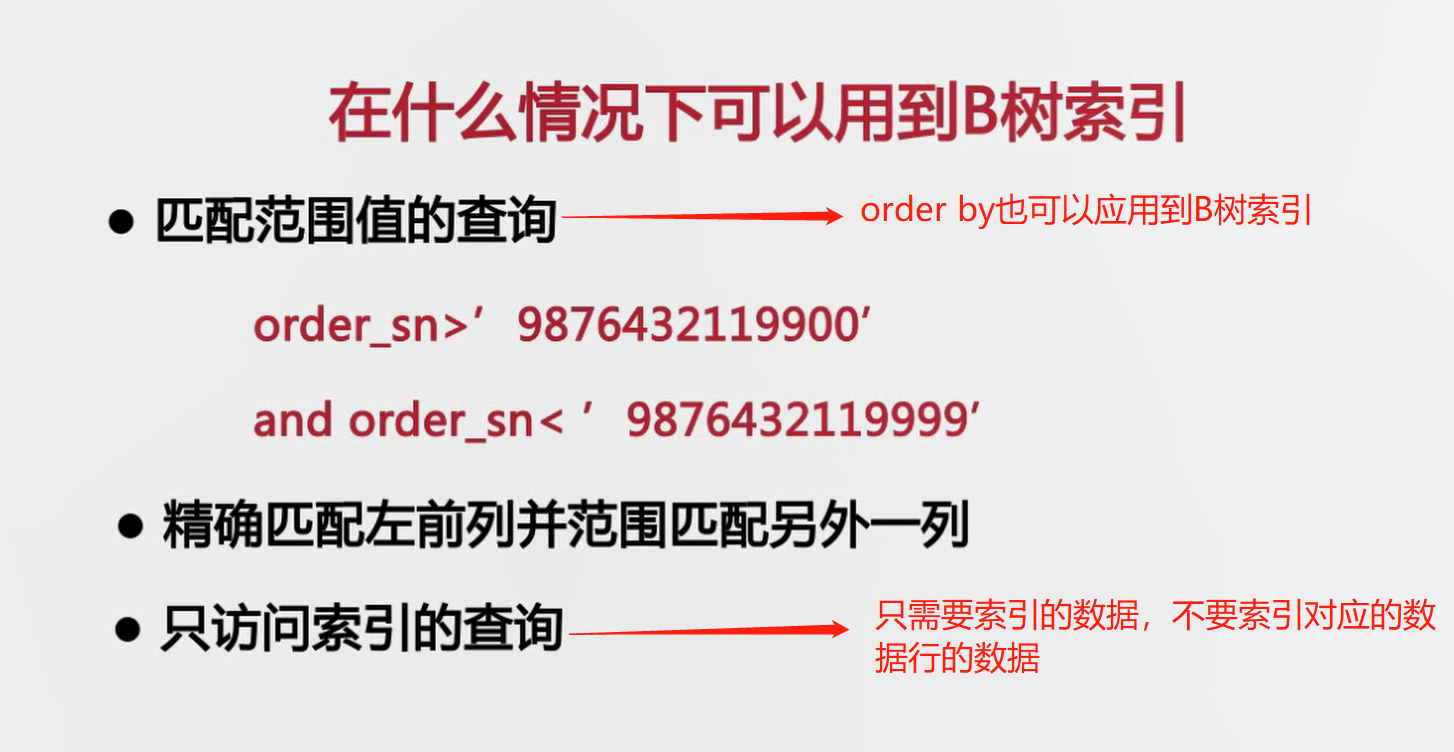 在什么情况下可以用到B树索引
● 匹配范围值的查询
order by也可以应用到B树索引
order_sn>’ 9876432119900’
and order_sn< ’ 9876432119999’
● 精确匹配左前列并范围匹配另外一列
● 只访问索引的查询
只需要索引的数据，不要索引对应的数
据行的数据